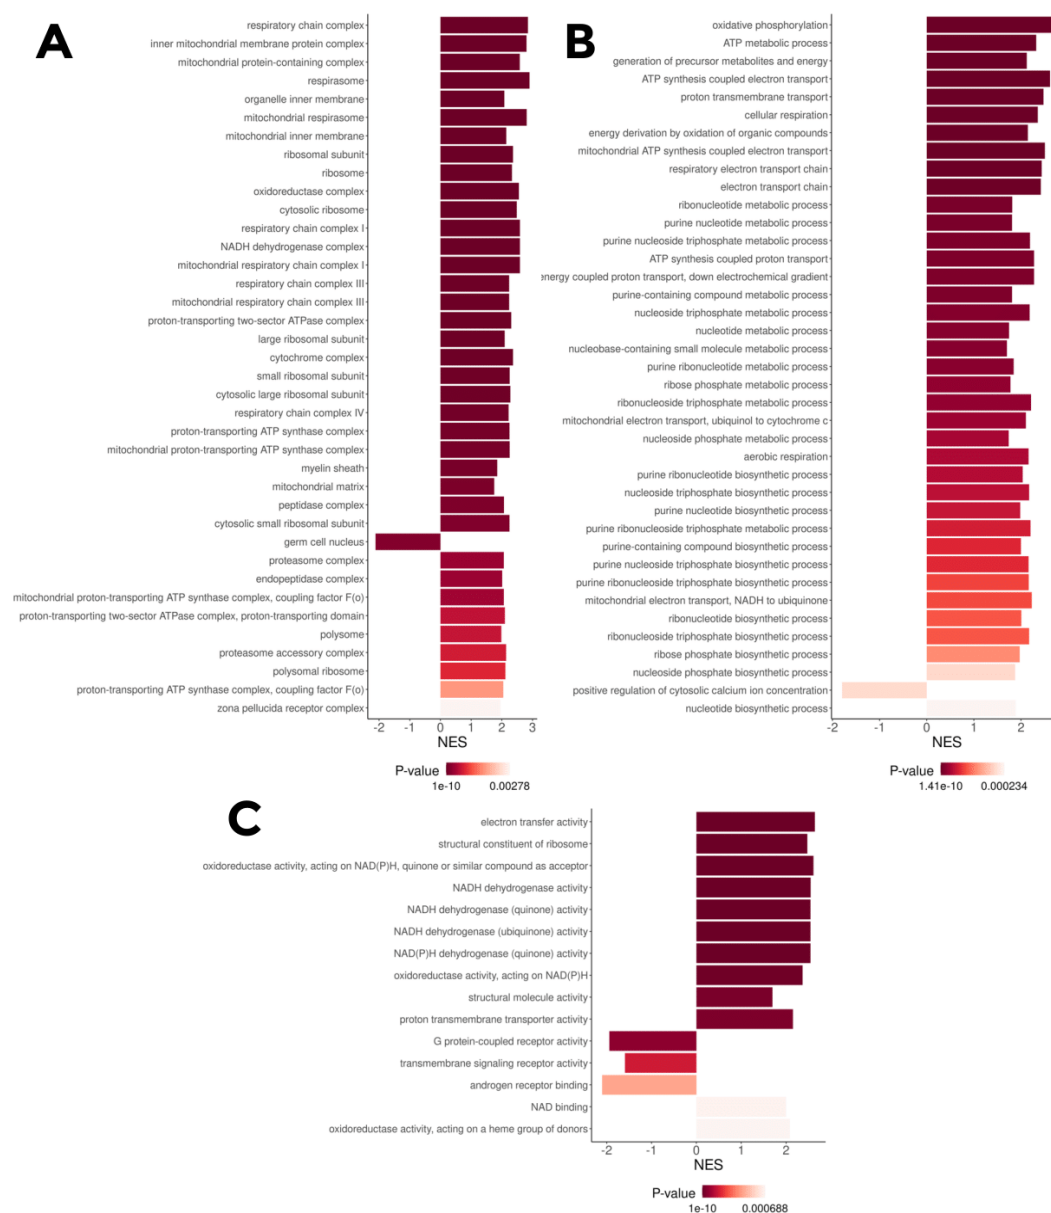 A
respiratory chain complex
inner mitochondrial membrane protein complex
mitochondrial protein-containing complex
respirasome
organelle inner membrane
mitochondrial respirasome
mitochondrial inner membrane
ribosomal subunit
ribosome
oxidoreductase complex
cytosolic ribosome
respiratory chain complex I
NADH dehydrogenase complex
mitochondrial respiratory chain complex I
respiratory chain complex III
mitochondrial respiratory chain complex III
proton-transporting two-sector ATPase complex
large ribosomal subunit
cytochrome complex
small ribosomal subunit
cytosolic large ribosomal subunit
respiratory chain complex IV
proton-transporting ATP synthase complex
mitochondrial proton-transporting ATP synthase complex
myelin sheath
mitochondrial matrix
peptidase complex
cytosolic small ribosomal subunit
germ cell nucleus
proteasome complex
endopeptidase complex
mitochondrial proton-transporting ATP synthase complex, coupling factor F(o)
proton-transporting two-sector ATPase complex, proton-transporting domain
polysome
proteasome accessory complex
polysomal ribosome
proton-transporting ATP synthase complex, coupling factor F(o)
zona pellucida receptor complex
-2 -1 0 1 2 3
NES
P-value
1e-10 0.00278
B
oxidative phosphorylation
ATP metabolic process
generation of precursor metabolites and energy
ATP synthesis coupled electron transport
proton transmembrane transport
cellular respiration
energy derivation by oxidation of organic compounds
mitochondrial ATP synthesis coupled electron transport
respiratory electron transport chain
electron transport chain
ribonucleotide metabolic process
purine nucleotide metabolic process
purine nucleoside triphosphate metabolic process
ATP synthesis coupled proton transport
energy coupled proton transport, down electrochemical gradient
purine-containing compound metabolic process
nucleoside triphosphate metabolic process
nucleotide metabolic process
nucleobase-containing small molecule metabolic process
purine ribonucleotide metabolic process
ribose phosphate metabolic process
ribonucleoside triphosphate metabolic process
mitochondrial electron transport, ubiquinol to cytochrome c
nucleoside phosphate metabolic process
aerobic respiration
purine ribonucleotide biosynthetic process
nucleoside triphosphate biosynthetic process
purine nucleotide biosynthetic process
purine ribonucleoside triphosphate metabolic process
purine-containing compound biosynthetic process
purine nucleoside triphosphate biosynthetic process
purine ribonucleoside triphosphate biosynthetic process
mitochondrial electron transport, NADH to ubiquinone
ribonucleotide biosynthetic process
ribonucleoside triphosphate biosynthetic process
ribose phosphate biosynthetic process
nucleoside phosphate biosynthetic process
positive regulation of cytosolic calcium ion concentration
nucleotide biosynthetic process
-2 -1 0 1 2
NES
P-value
1.41e-10 0.000234
C
electron transfer activity
structural constituent of ribosome
oxidoreductase activity, acting on NAD(P)H, quinone or similar compound as acceptor
NADH dehydrogenase activity
NADH dehydrogenase (quinone) activity
NADH dehydrogenase (ubiquinone) activity
NAD(P)H dehydrogenase (quinone) activity
oxidoreductase activity, acting on NAD(P)H
structural molecule activity
proton transmembrane transporter activity
G protein-coupled receptor activity
transmembrane signaling receptor activity
androgen receptor binding
NAD binding
oxidoreductase activity, acting on a heme group of donors
-2 -1 0 1 2
NES
P-value
1e-10 0.000688